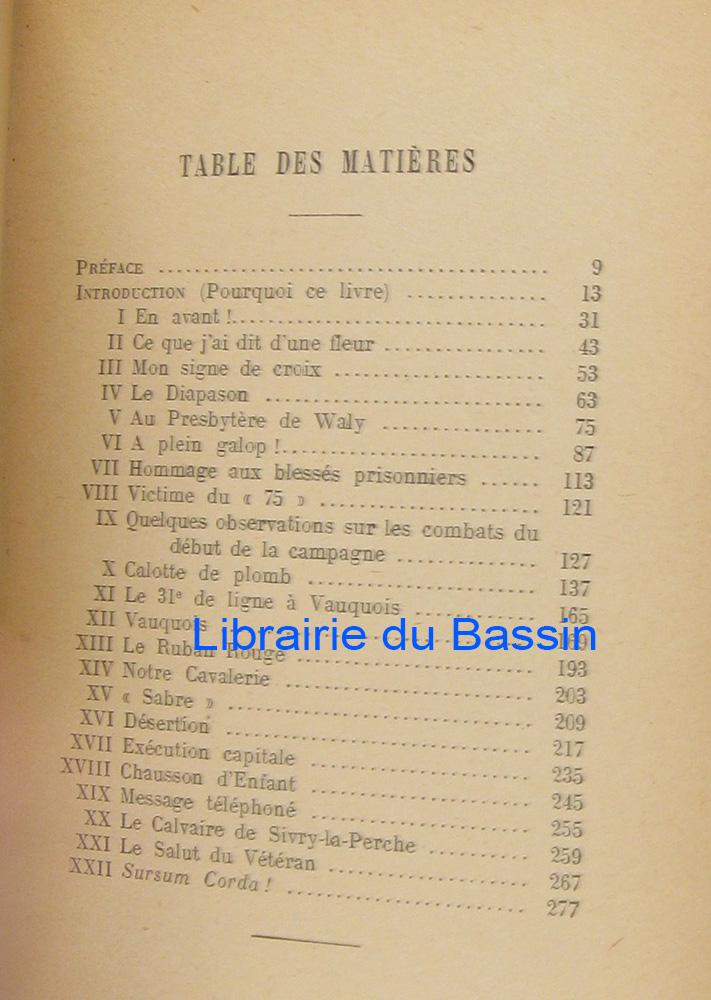 TABLE DES MATIÈRES
PRÉFACE ........................................ 9
INTRODUCTION (Pourquoi ce livre) .............. 13
I En avant !................................ 31
II Ce que j'ai dit d'une fleur ................ 43
III Mon signe de croix ..................... 53
IV Le Diapason ............................ 63
V Au Presbytère de Waly ................ 75
VI A plein galop !.......................... 87
VII Hommage aux blessés prisonniers ...... 113
VIII Victime du « 75 » ...................... 121
IX Quelques observations sur les combats du
début de la campagne .............. 127
X Calotte de plomb ....................... 137
XI Le 31e de ligne à Vauquois ............ 165
XII Vauquois
Librairie du Bassin
XIII Le Ruban Rouge ........................ 193
XIV Notre Cavalerie ......................... 203
XV « Sabre » ............................... 209
XVI Désertion ............................... 217
XVII Exécution capitale ...................... 235
XVIII Chausson d'Enfant ...................... 245
XIX Message téléphoné ...................... 255
XX Le Calvaire de Sivry-la-Perche .......... 259
XXI Le Salut du Vétéran .................... 267
XXII Sursum Corda ! ........................ 277